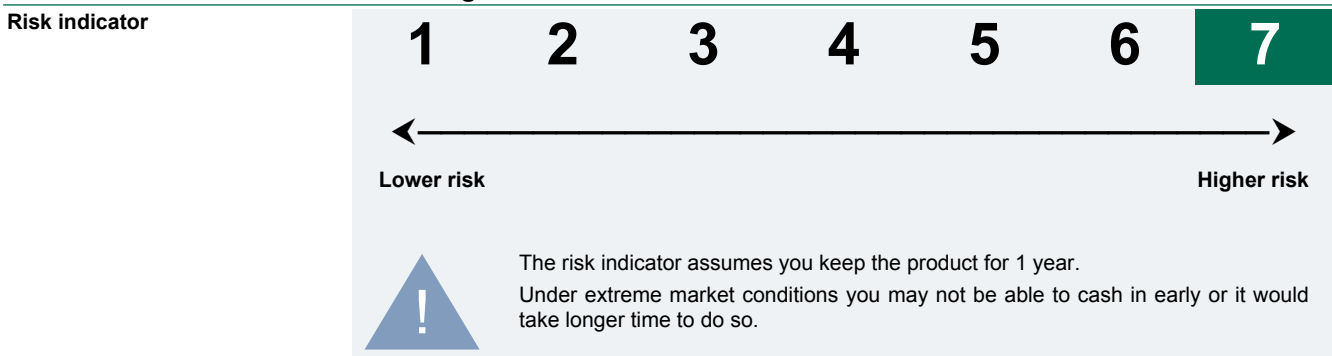 Risk indicator
1 2 3 4 5 6 7
Lower risk Higher risk
!
The risk indicator assumes you keep the product for 1 year.
Under extreme market conditions you may not be able to cash in early or it would
take longer time to do so.